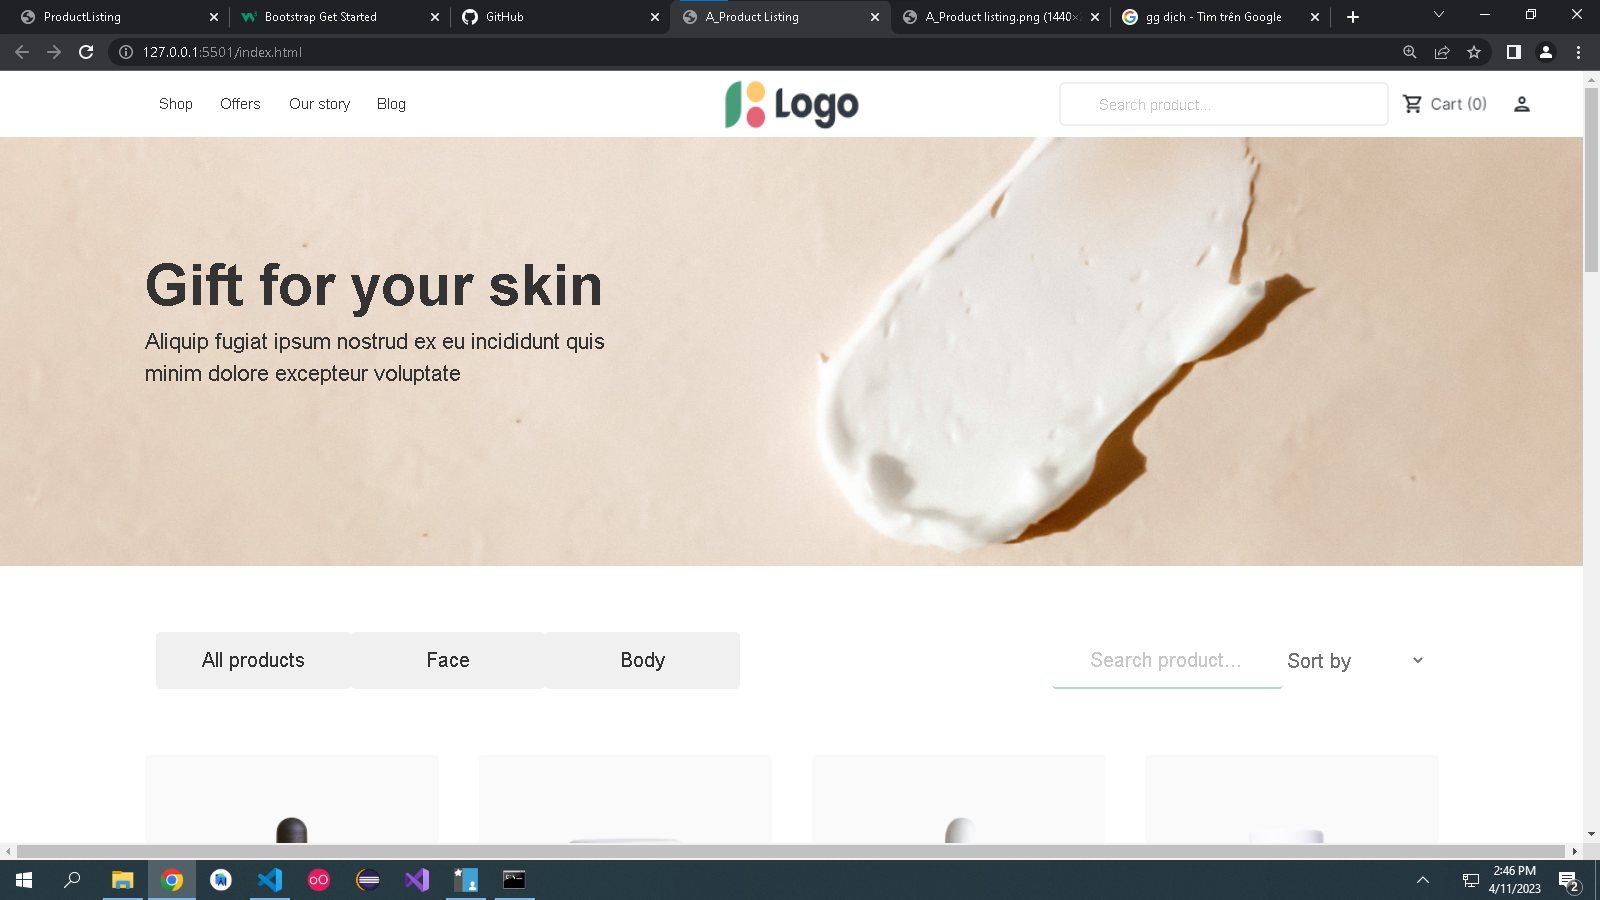 ProductListing
Bootstrap Get Started
GitHub
A_Product Listing
A_Product listing.png (1440×
gg dịch - Tìm trên Google
127.0.0.1:5501/index.html
Shop Offers Our story Blog
Logo
Search product...
Cart (0)
Gift for your skin
Aliquip fugiat ipsum nostrud ex eu incididunt quis
minim dolore excepteur voluptate
All products Face Body
Search product...
Sort by
2:46 PM
4/11/2023
2